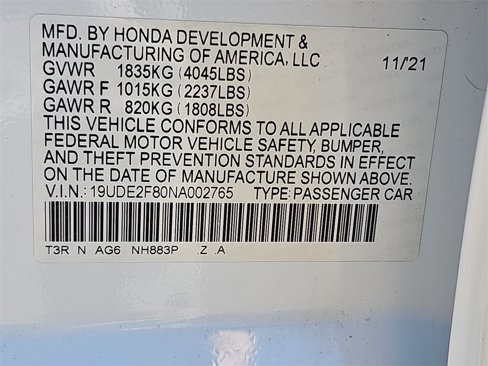 MFD. BY HONDA DEVELOPMENT &
MANUFACTURING OF AMERICA, LLC 11/'21
GVWR 1835KG (4045LBS)
GAWR F 1015KG (2237LBS)
GAWR R 820KG (1808LBS)
THIS VEHICLE CONFORMS TO ALL APPLICABLE
FEDERAL MOTOR VEHICLE SAFETY, BUMPER,
AND THEFT PREVENTION STANDARDS IN EFFECT
ON THE DATE OF MANUFACTURE SHOWN ABOVE.
V.I.N.: 19UDE2F80NA002765 TYPE: PASSENGER CAR
T3R N AG6 NH883P .Z .A